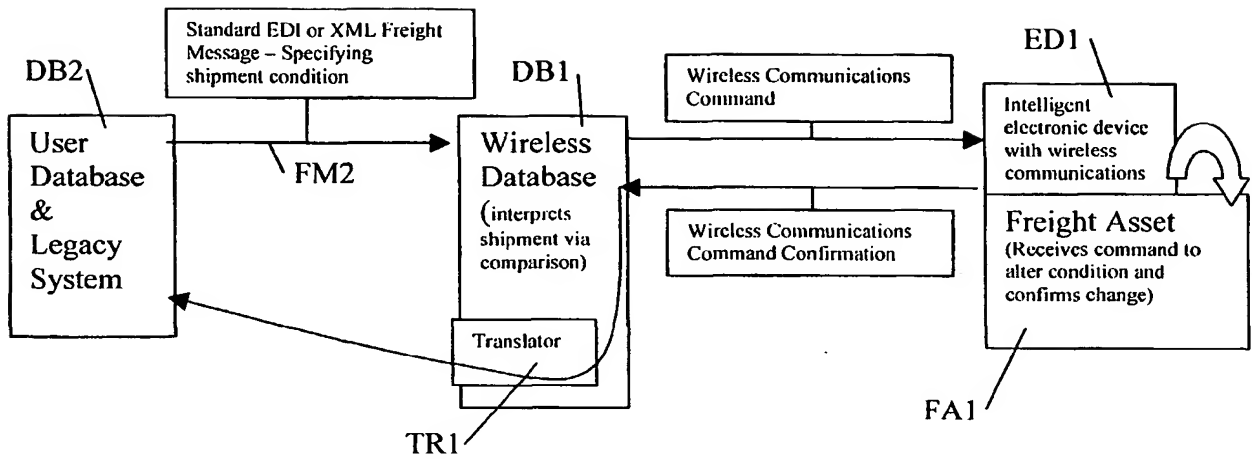 Standard EDI or XML Freight
Message – Specifying
shipment condition
DB2
DB1
ED1
Wireless Communications
Command
Intelligent
electronic device
with wireless
communications
User
Database
&
Legacy
System
FM2
Wireless
Database
(interprets
shipment via
comparison)
Wireless Communications
Command Confirmation
Freight Asset
(Receives command to
alter condition and
confirms change)
Translator
TR1
FA1